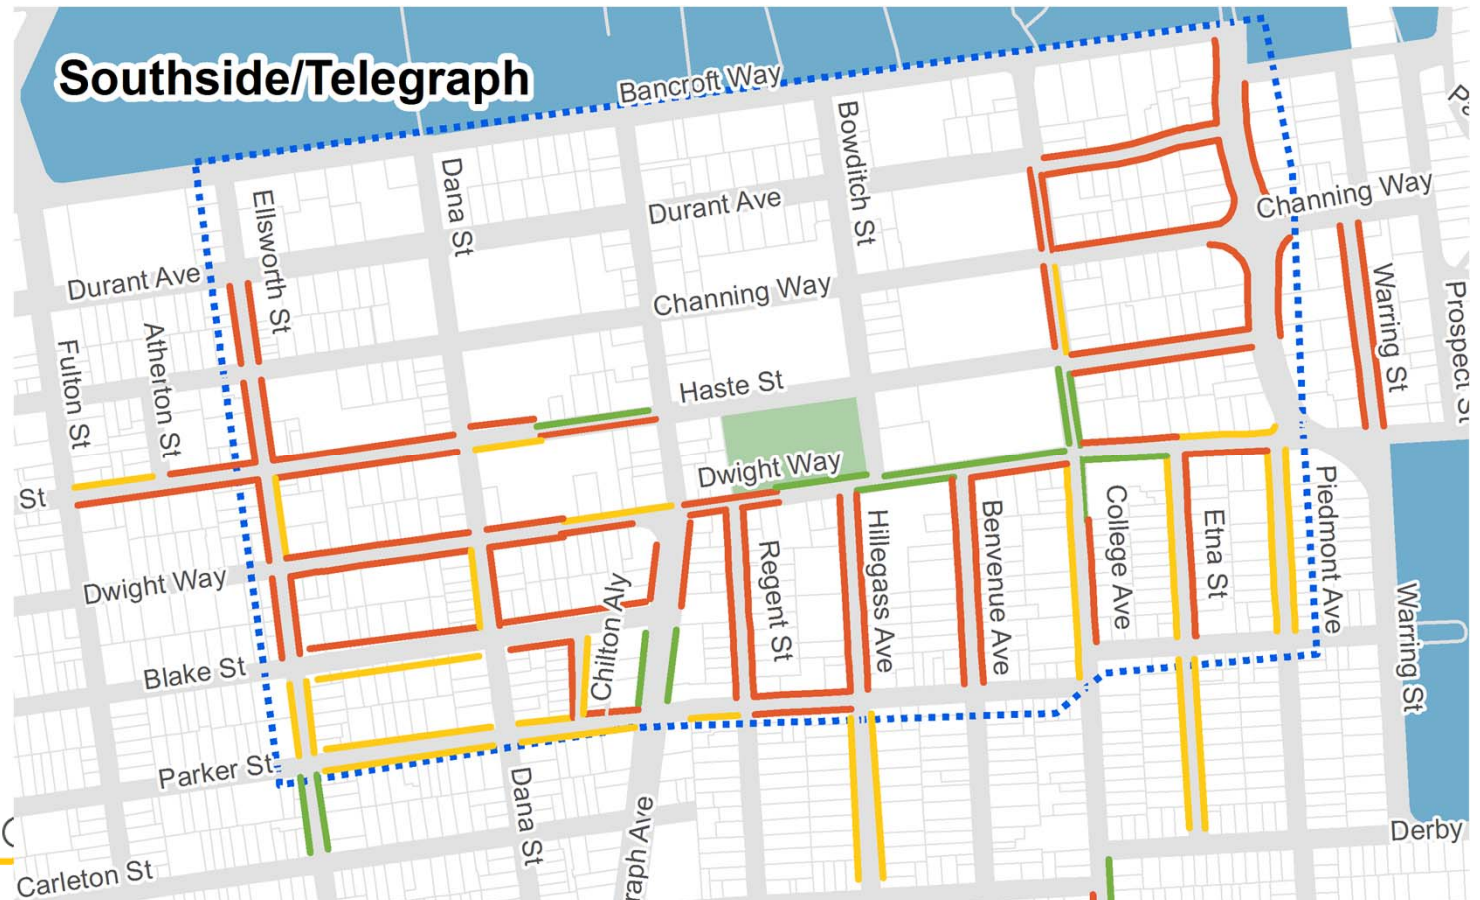 Southside/Telegraph
Bancroft Way
Bowditch St
Dana St
Ellsworth St
Durant Ave
Channing Way
Durant Ave
Channing Way
Atherton St
Fulton St
Warring St
Prospect St
Haste St
Dwight Way
St
Piedmont Ave
College Ave
Etna St
Hillegass Ave
Benvenue Ave
Regent St
Dwight Way
Chilton Aly
Warring St
Blake St
Parker St
Dana St
raph Ave
Derby
Carleton St